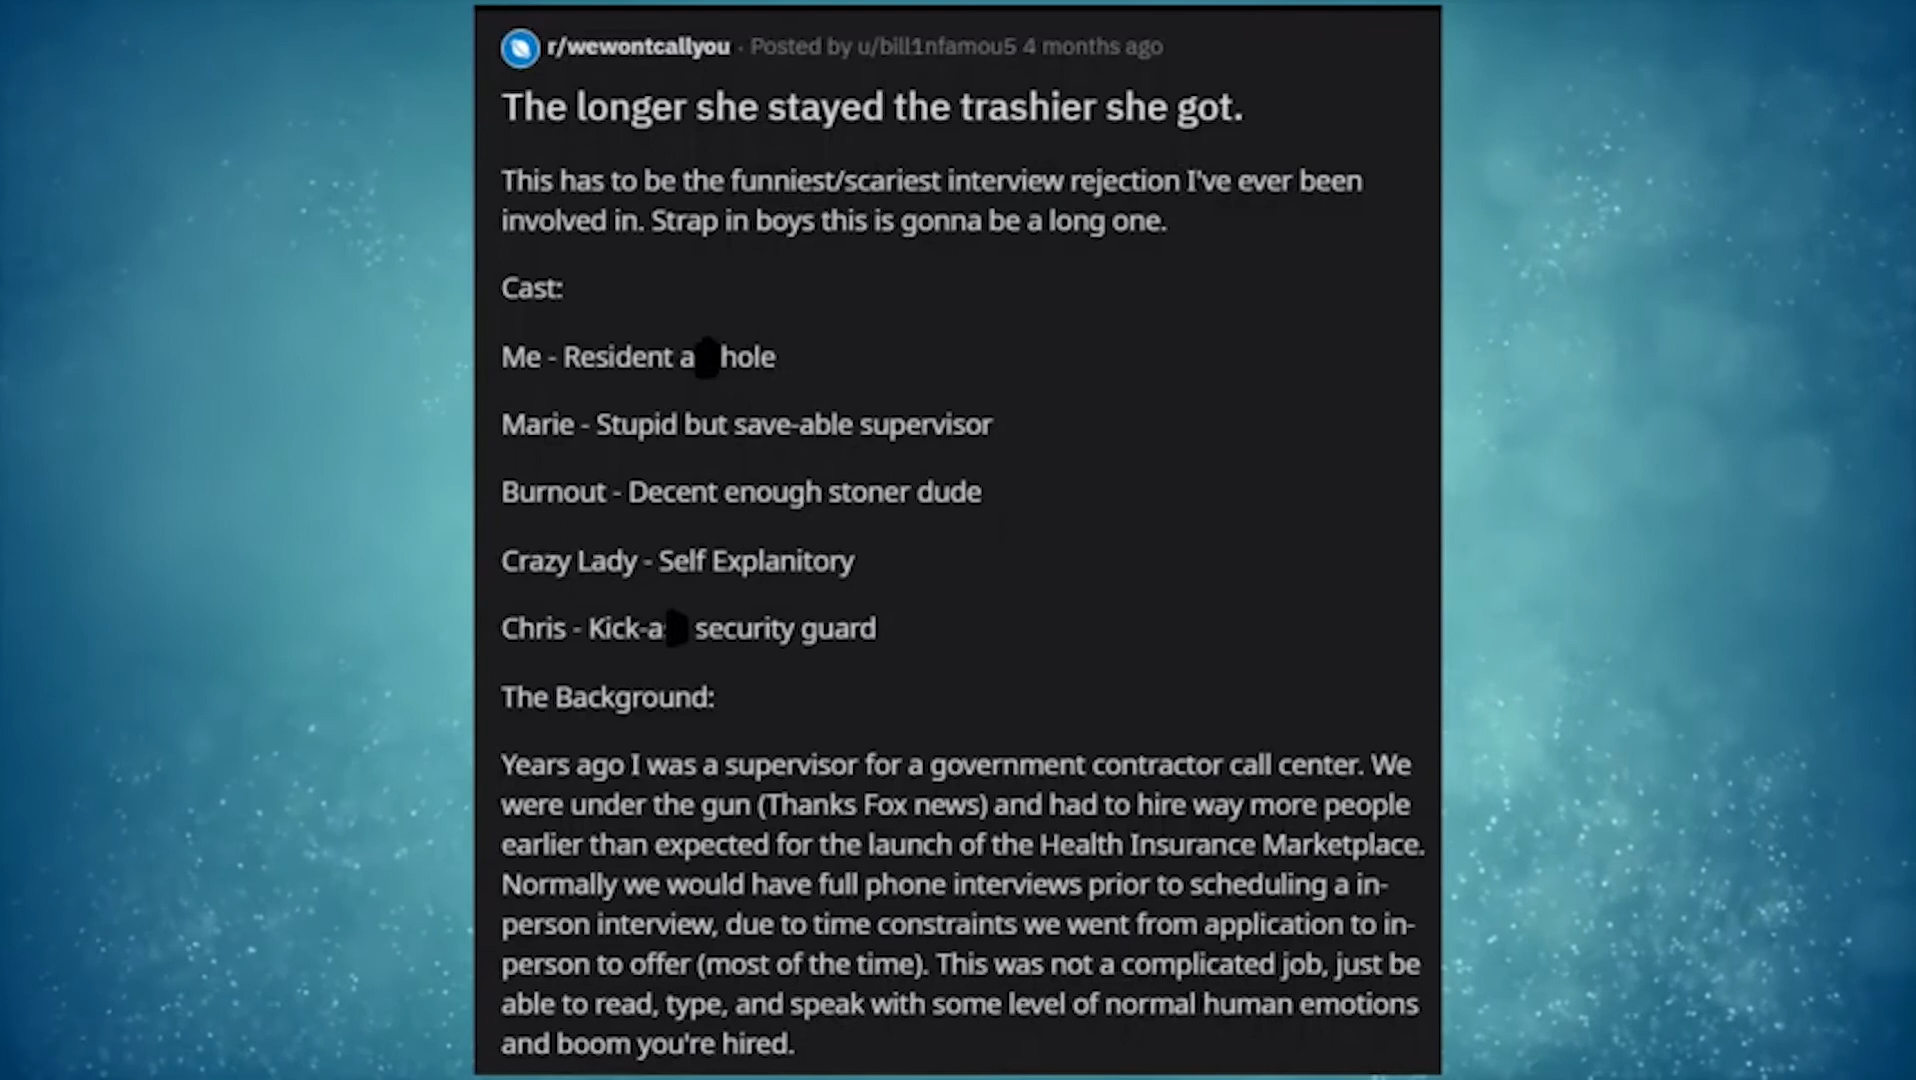 r/wewontcallyou · Posted by u/bill1nfamou5 4 months ago
The longer she stayed the trashier she got.
This has to be the funniest/scariest interview rejection I've ever been
involved in. Strap in boys this is gonna be a long one.
Cast:
Me - Resident a hole
Marie - Stupid but save-able supervisor
Burnout - Decent enough stoner dude
Crazy Lady - Self Explanitory
Chris - Kick-a security guard
The Background:
Years ago I was a supervisor for a government contractor call center. We
were under the gun (Thanks Fox news) and had to hire way more people
earlier than expected for the launch of the Health Insurance Marketplace.
Normally we would have full phone interviews prior to scheduling a in-
person interview, due to time constraints we went from application to in-
person to offer (most of the time). This was not a complicated job, just be
able to read, type, and speak with some level of normal human emotions
and boom you're hired.